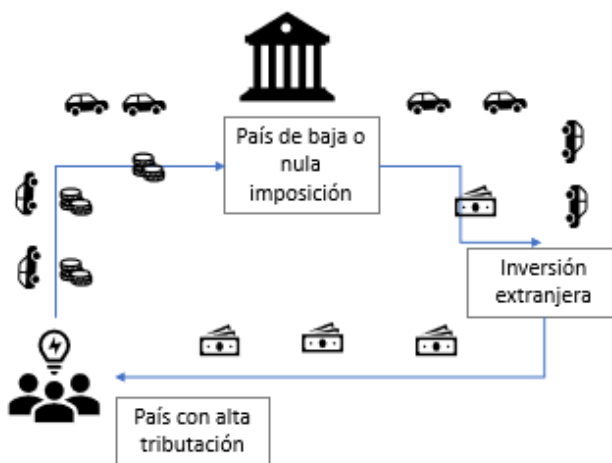 País de baja o
nula
imposición
Inversión
extranjera
País con alta
tributación